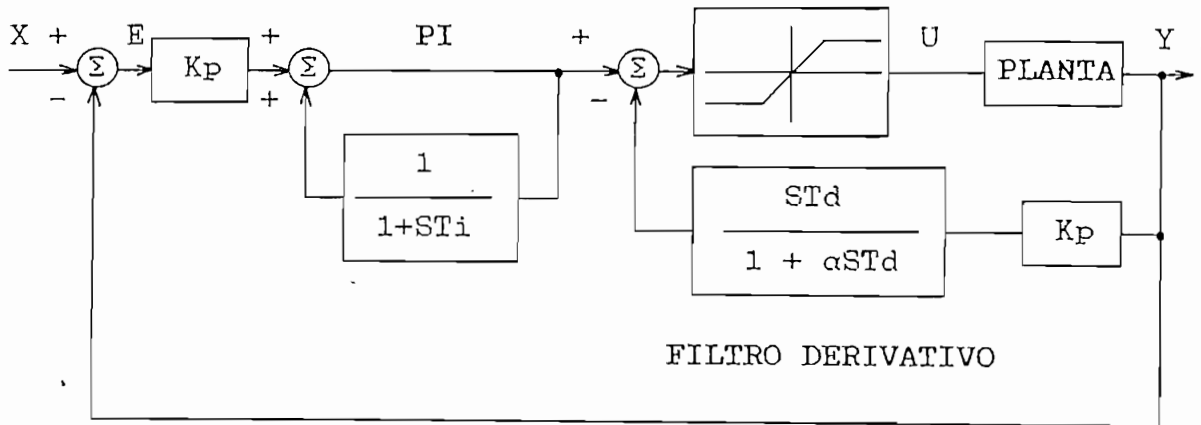 X + E + PI + U Y
Σ Kp Σ Σ PLANTA
- + -
1
1+STi
STd
1 + αSTd
Kp
FILTRO DERIVATIVO